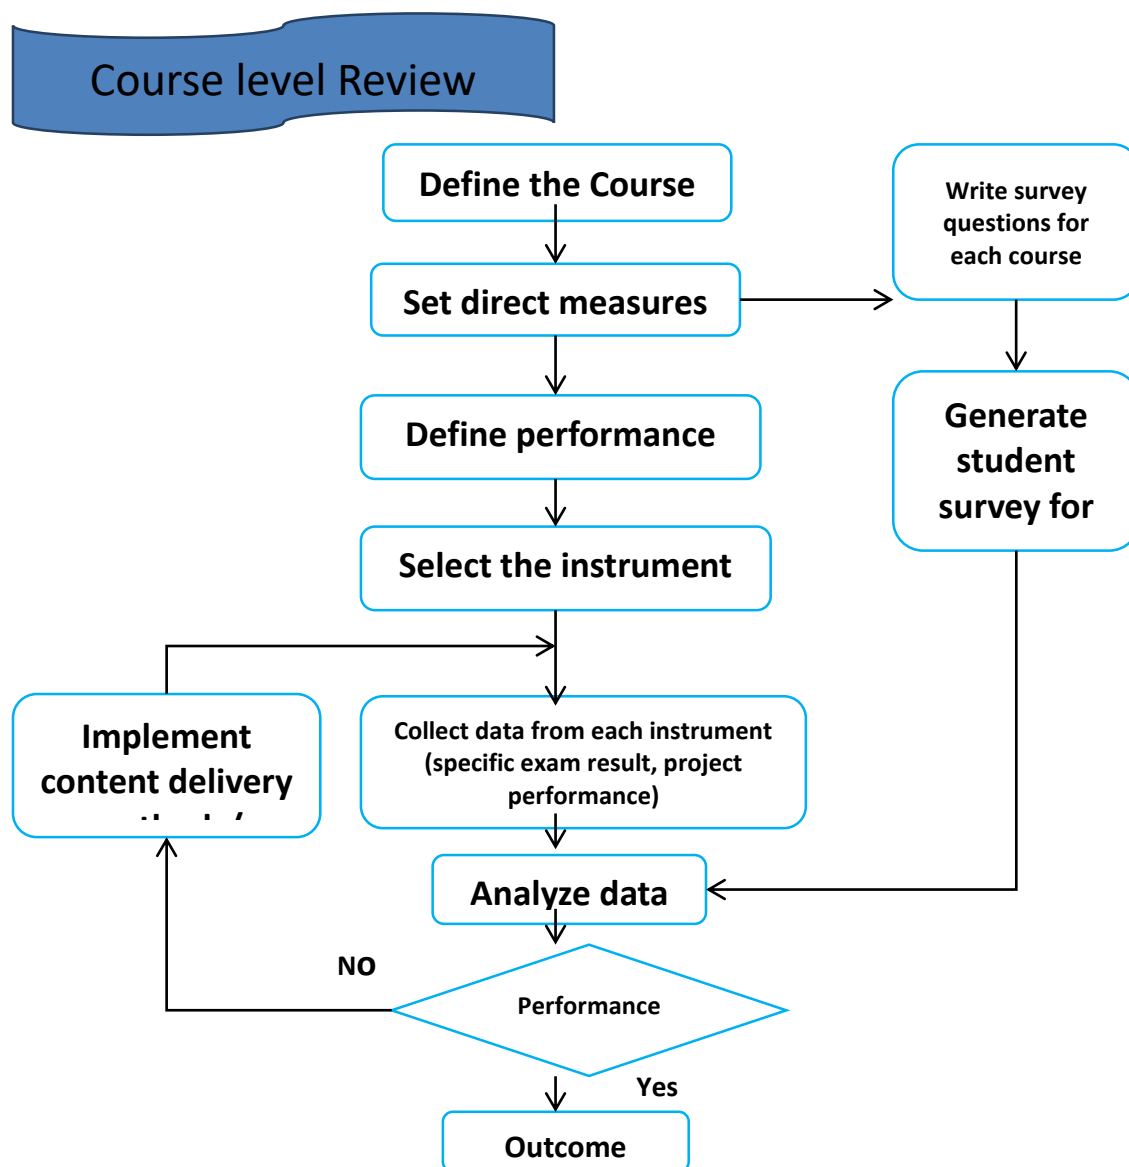 Course level Review
Define the Course
Write survey
questions for
each course
Set direct measures
Define performance
Generate
student
survey for
Select the instrument
Implement
content delivery
Collect data from each instrument
(specific exam result, project
performance)
Analyze data
NO
Performance
Yes
Outcome